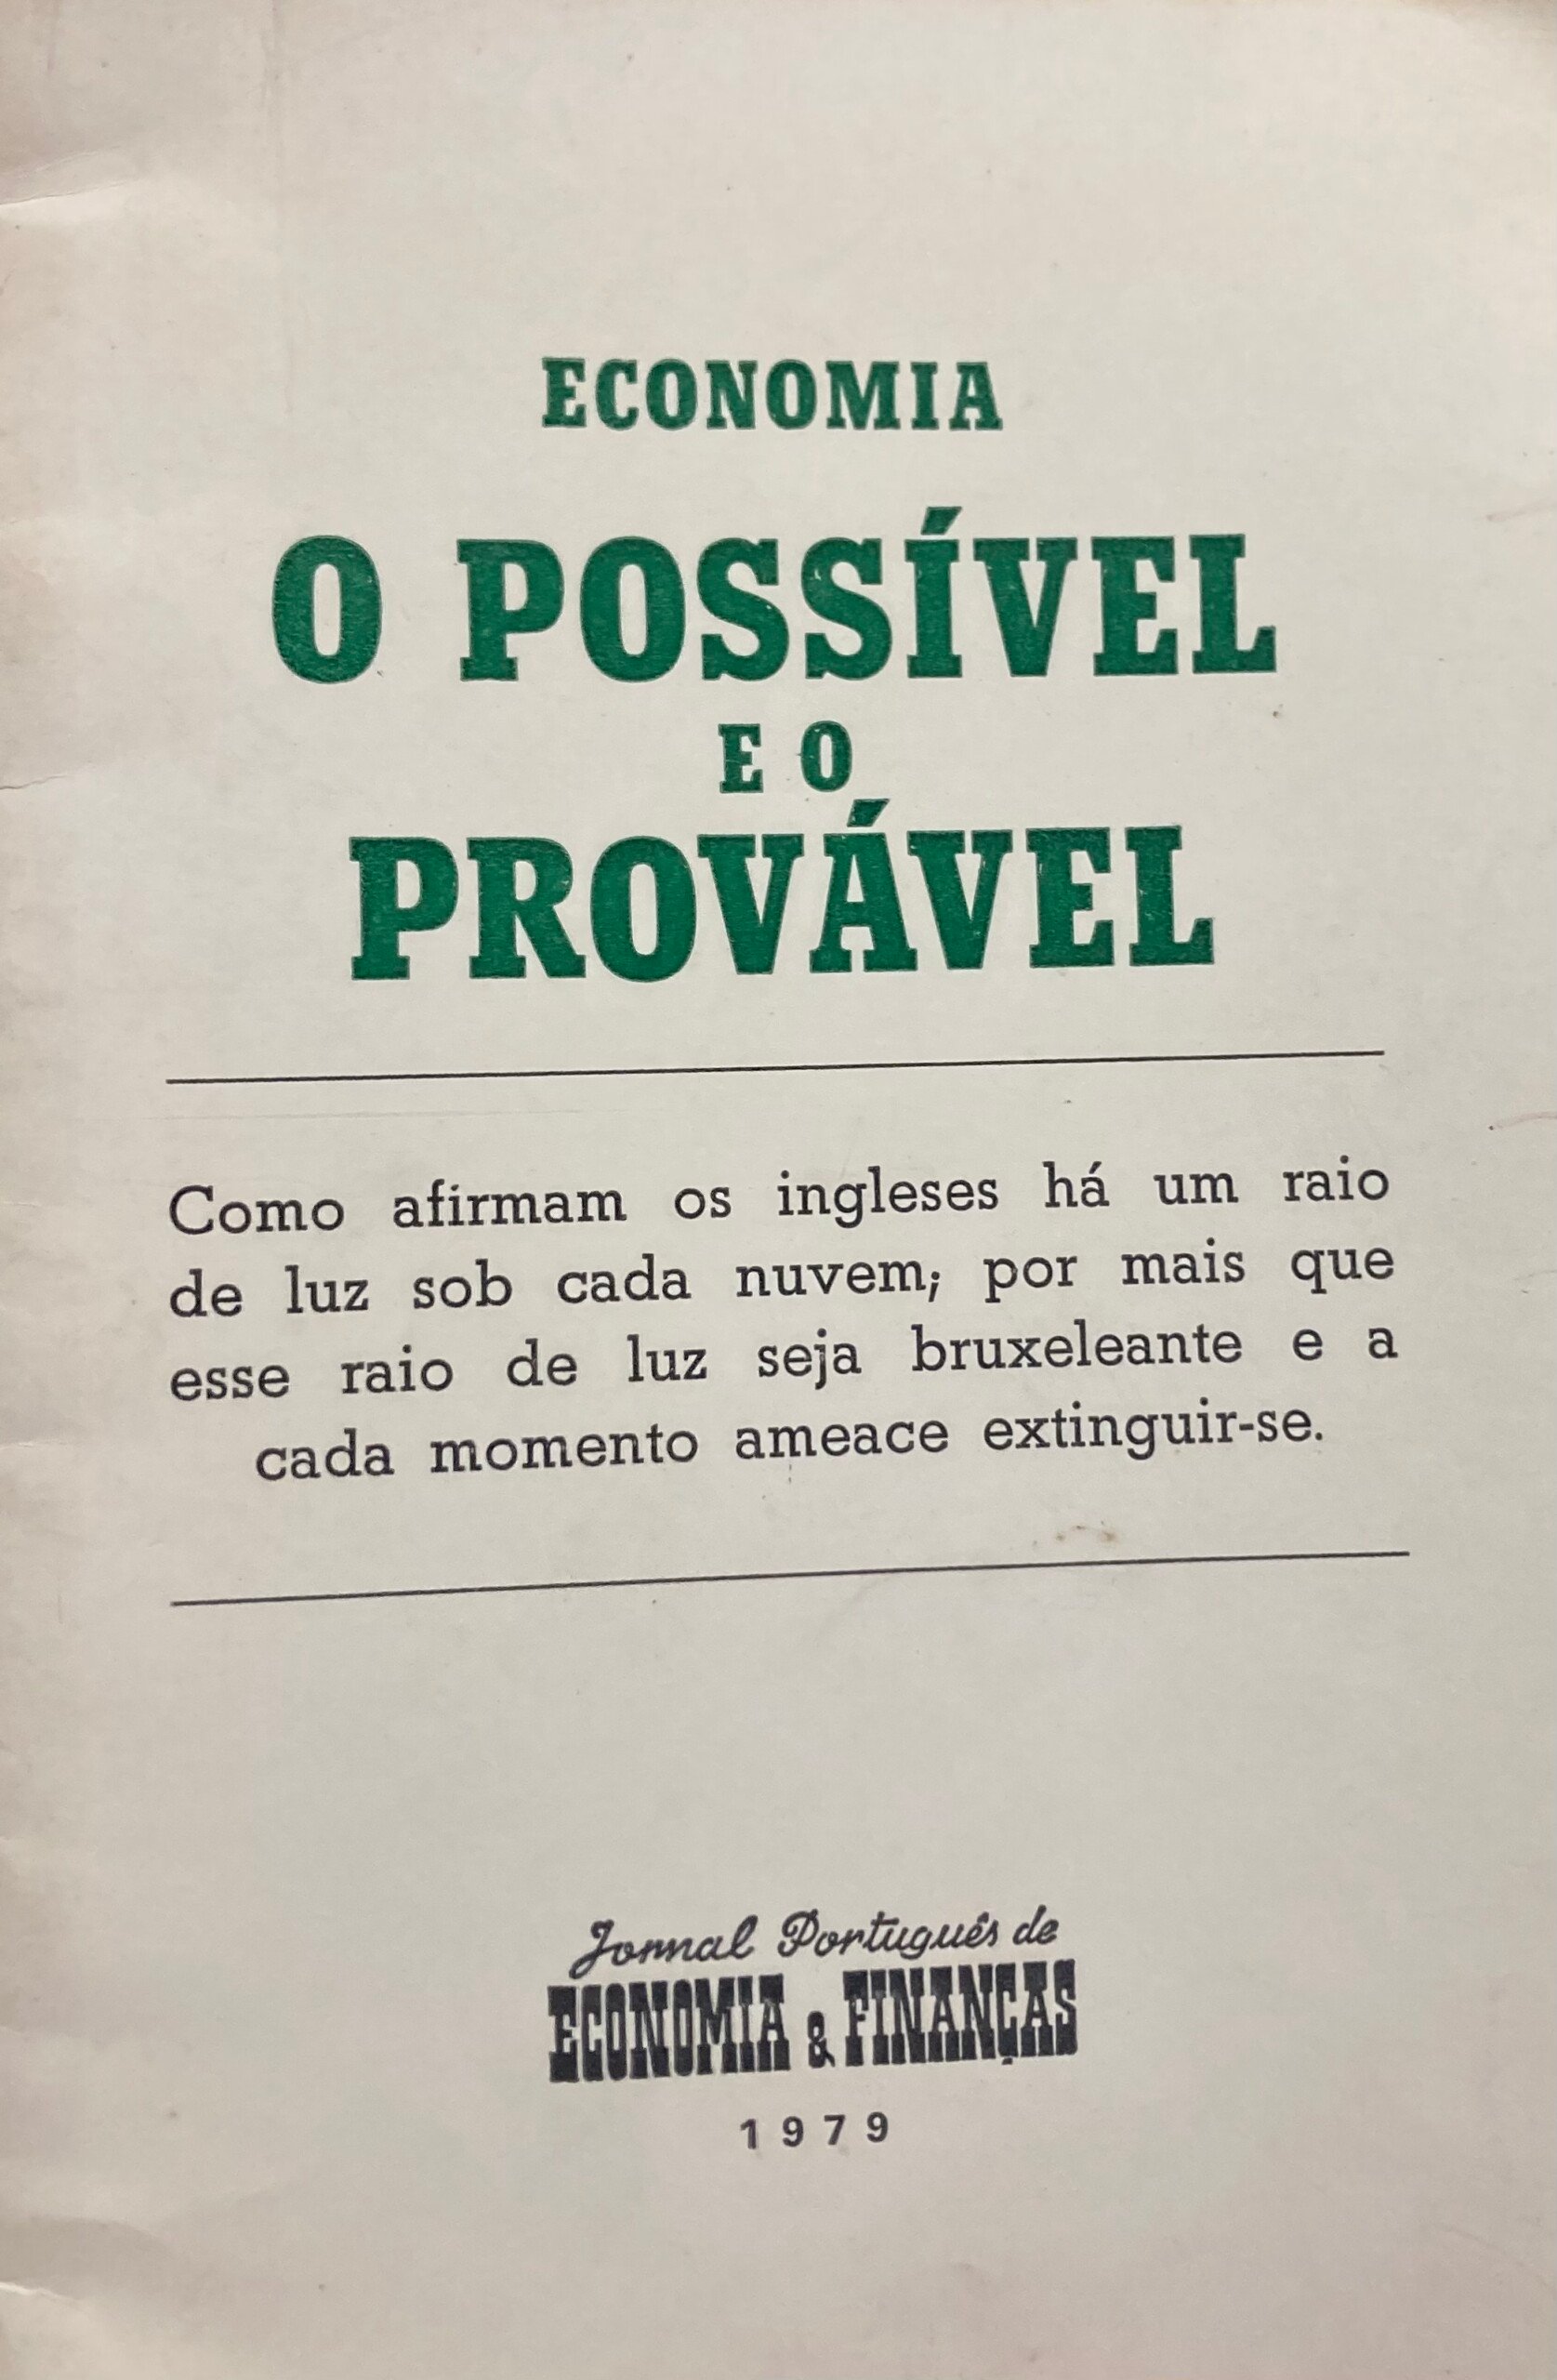 ECONOMIA
O POSSÍVEL
E O
PROVÁVEL
Como afirmam os ingleses há um raio
de luz sob cada nuvem; por mais que
esse raio de luz seja bruxeleante e a
cada momento ameace extinguir-se.
Jornal Português de
ECONOMIA & FINANÇAS
1979